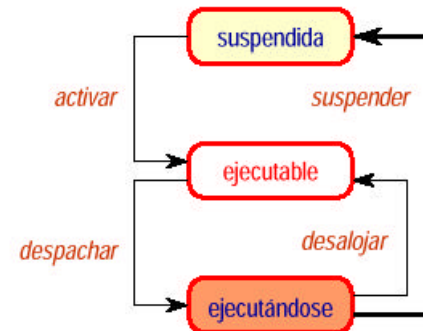 suspendida
activar
suspender
ejecutable
despachar
desalojar
ejecutándose